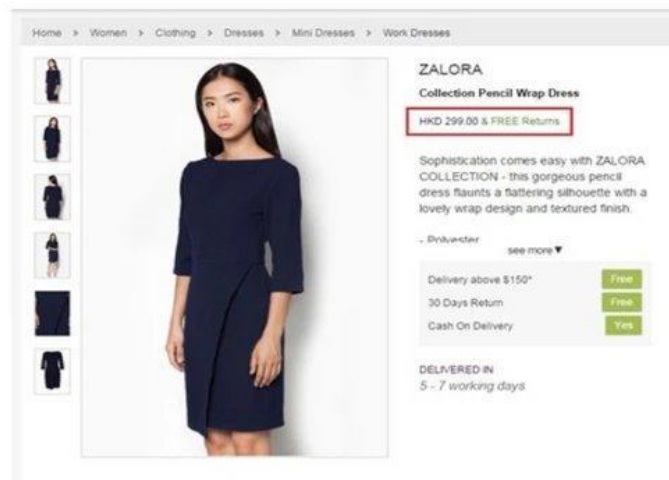 Home > Women > Clothing > Dresses > Mini Dresses > Work Dresses
ZALORA
Collection Pencil Wrap Dress
HKD 299.00 & FREE Returns
Sophistication comes easy with ZALORA
COLLECTION - this gorgeous pencil
dress flaunts a flattering silhouette with a
lovely wrap design and textured finish.
- Polyester
see more ▼
Delivery above $150* Free
30 Days Return Free
Cash On Delivery Yes
DELIVERED IN
5 - 7 working days